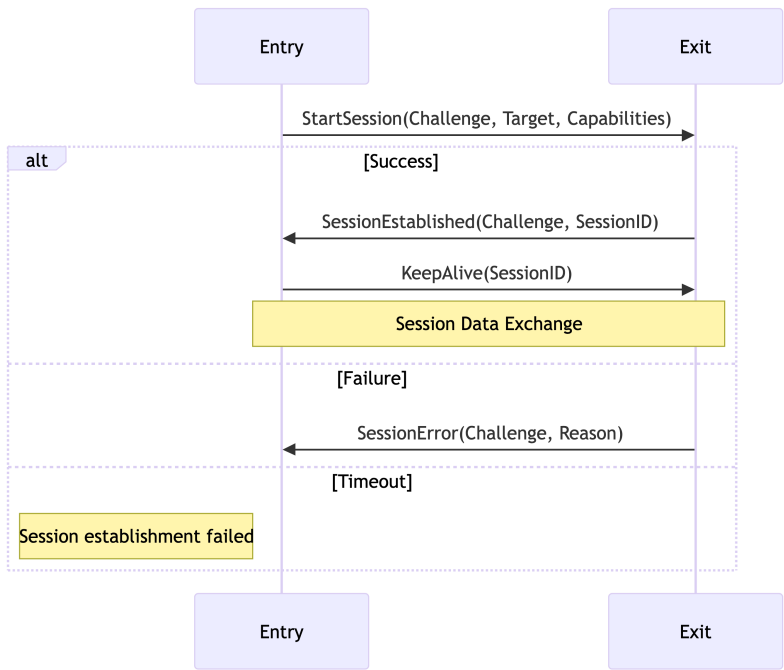 Entry
Exit
StartSession(Challenge, Target, Capabilities)
alt
[Success]
SessionEstablished(Challenge, SessionID)
KeepAlive(SessionID)
Session Data Exchange
[Failure]
SessionError(Challenge, Reason)
[Timeout]
Session establishment failed
Entry
Exit